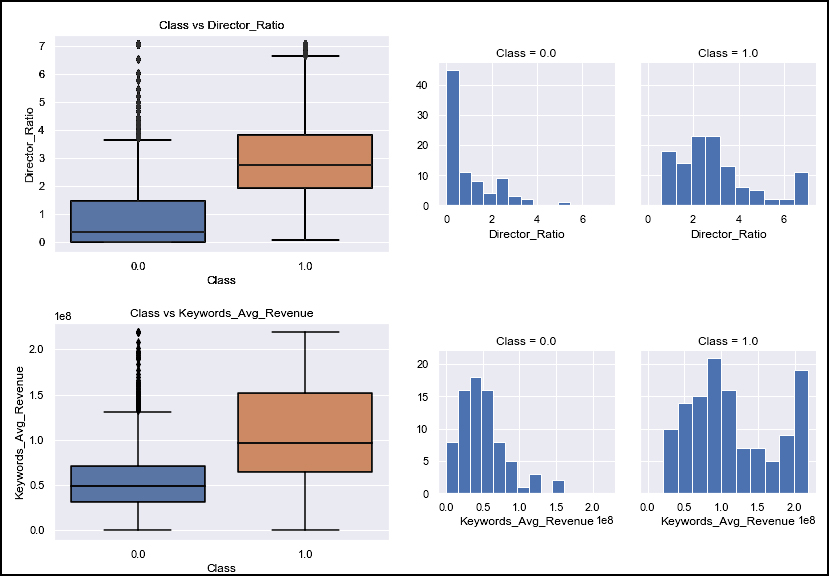 Class vs Director_Ratio
Director_Ratio
7
6
5
4
3
2
1
0
0.0
1.0
Class
Class = 0.0
40
30
20
10
0
0
2
4
6
Director_Ratio
Class = 1.0
0
2
4
6
Director_Ratio
Class vs Keywords_Avg_Revenue
1e8
Keywords_Avg_Revenue
2.0
1.5
1.0
0.5
0.0
0.0
1.0
Class
Class = 0.0
20
15
10
5
0
0.0
0.5
1.0
1.5
2.0
Keywords_Avg_Revenue
1e8
Class = 1.0
0.0
0.5
1.0
1.5
2.0
Keywords_Avg_Revenue
1e8